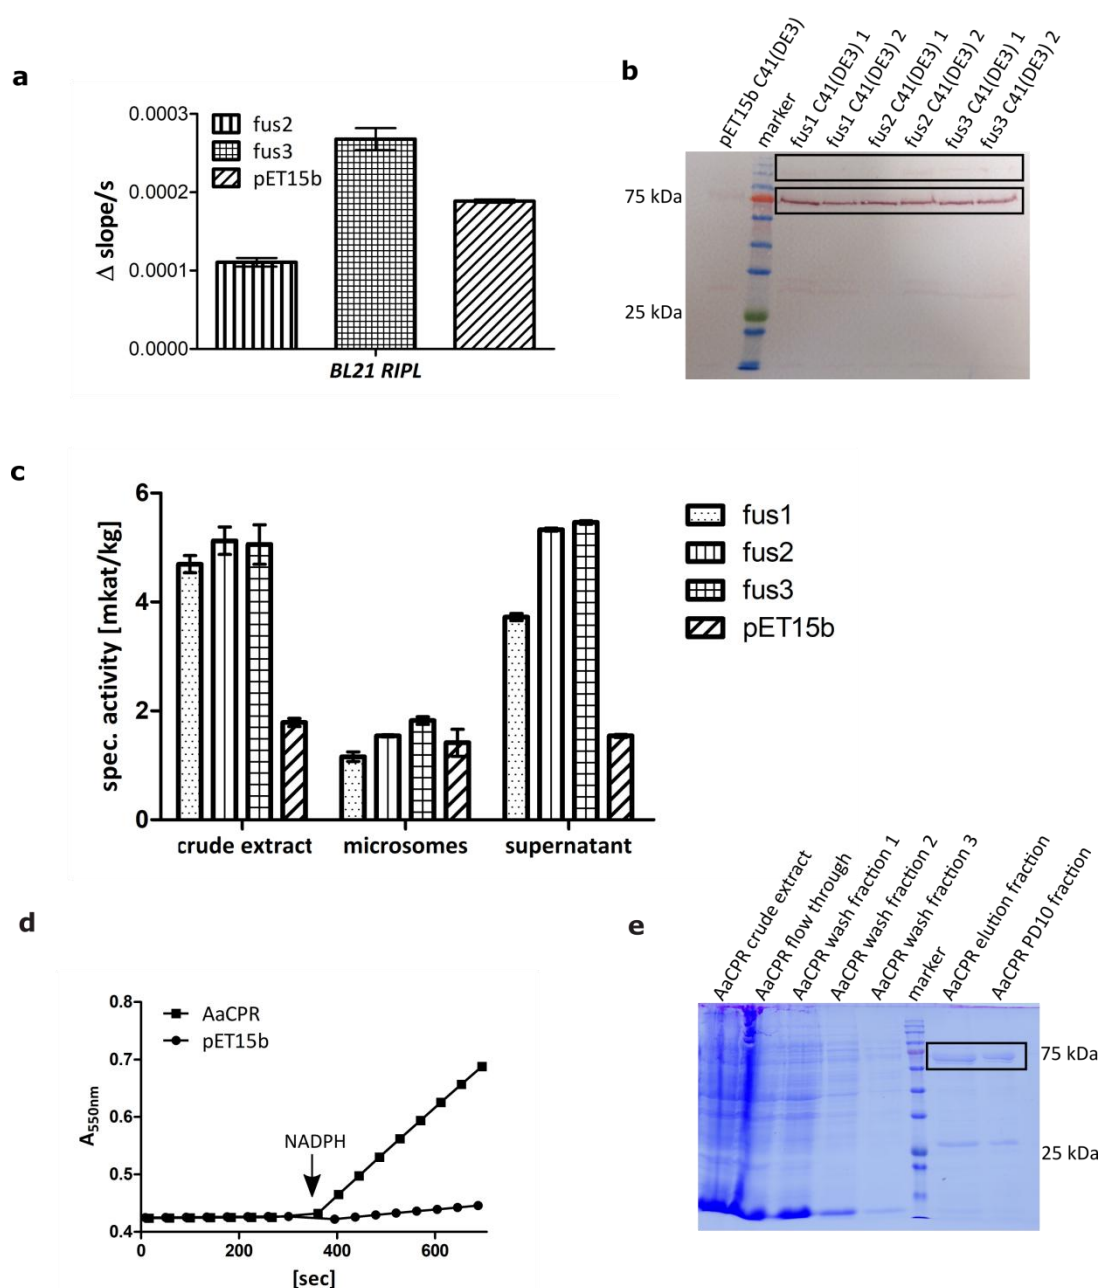 a
0.0003
0.0002
0.0001
0.0000
Δ slope/s
fus2
fus3
pET15b
BL21 RIPL
b
pET15b C41(DE3)
marker
fus1 C41(DE3) 1
fus1 C41(DE3) 2
fus2 C41(DE3) 1
fus2 C41(DE3) 2
fus3 C41(DE3) 1
fus3 C41(DE3) 2
75 kDa
25 kDa
c
6
4
2
0
spec. activity [mkat/kg]
crude extract
microsomes
supernatant
fus1
fus2
fus3
pET15b
d
0.8
0.7
0.6
0.5
0.4
A550nm
AaCPR
pET15b
NADPH
0
200
400
600
[sec]
e
AaCPR crude extract
AaCPR flow through
AaCPR wash fraction 1
AaCPR wash fraction 2
AaCPR wash fraction 3
marker
AaCPR elution fraction
AaCPR PD10 fraction
75 kDa
25 kDa